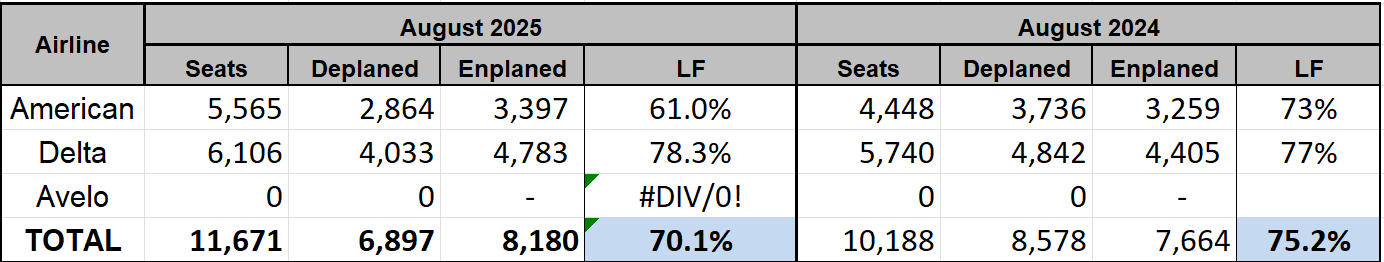 Airline August 2025 August 2024
Seats Deplaned Enplaned LF Seats Deplaned Enplaned LF
American 5,565 2,864 3,397 61.0% 4,448 3,736 3,259 73%
Delta 6,106 4,033 4,783 78.3% 5,740 4,842 4,405 77%
Avelo 0 0 - #DIV/0! 0 0 -
TOTAL 11,671 6,897 8,180 70.1% 10,188 8,578 7,664 75.2%